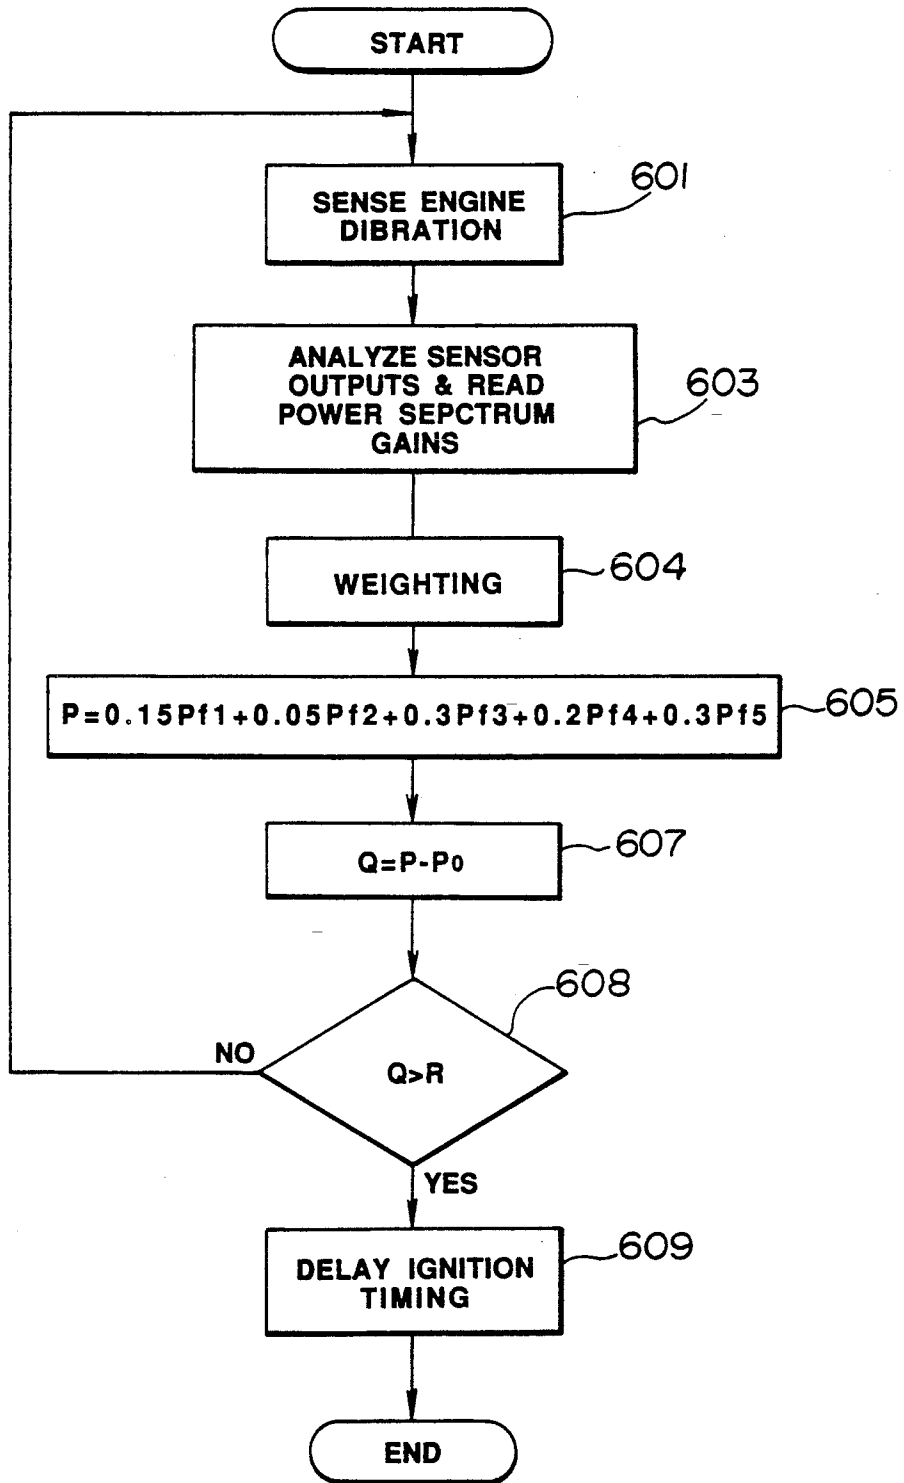 START
601
SENSE ENGINE
DIBRATION
ANALYZE SENSOR
OUTPUTS & READ
POWER SEPCTRUM
GAINS
603
WEIGHTING
604
P=0.15Pf1+0.05Pf2+0.3Pf3+0.2Pf4+0.3Pf5
605
Q=P-P0
607
608
NO
Q>R
YES
DELAY IGNITION
TIMING
609
END